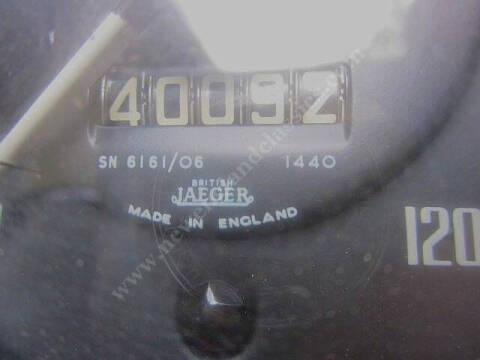 40092
SN 6161/06 1440
BRITISH
JAEGER
MADE IN ENGLAND
120